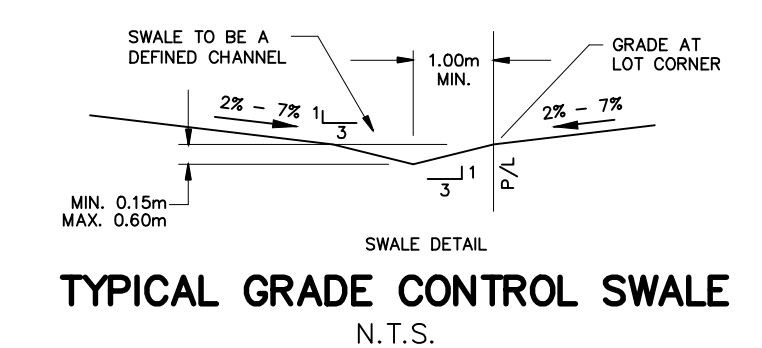 SWALE TO BE A
DEFINED CHANNEL
1.00m
MIN.
GRADE AT
LOT CORNER
2% - 7%
1
3
2% - 7%
1
3
P/L
MIN. 0.15m
MAX. 0.60m
SWALE DETAIL
TYPICAL GRADE CONTROL SWALE
N.T.S.